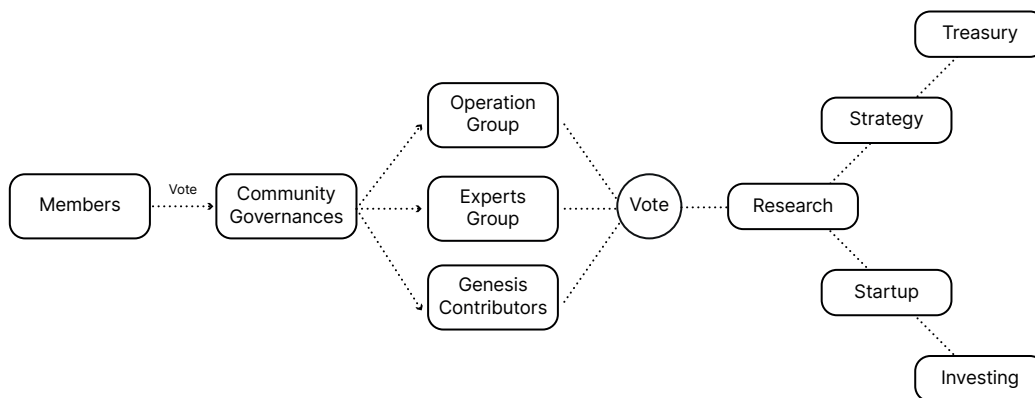 Members
Vote
Community
Governances
Operation
Group
Experts
Group
Genesis
Contributors
Vote
Research
Treasury
Strategy
Startup
Investing